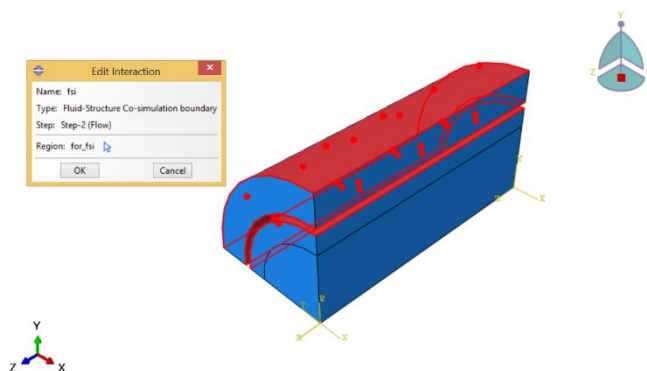 Edit Interaction
Name: fsi
Type: Fluid-Structure Co-simulation boundary
Step: Step-2 (Flow)
Region: for_fsi
OK Cancel
Y
Z
X
X
Y
Z X